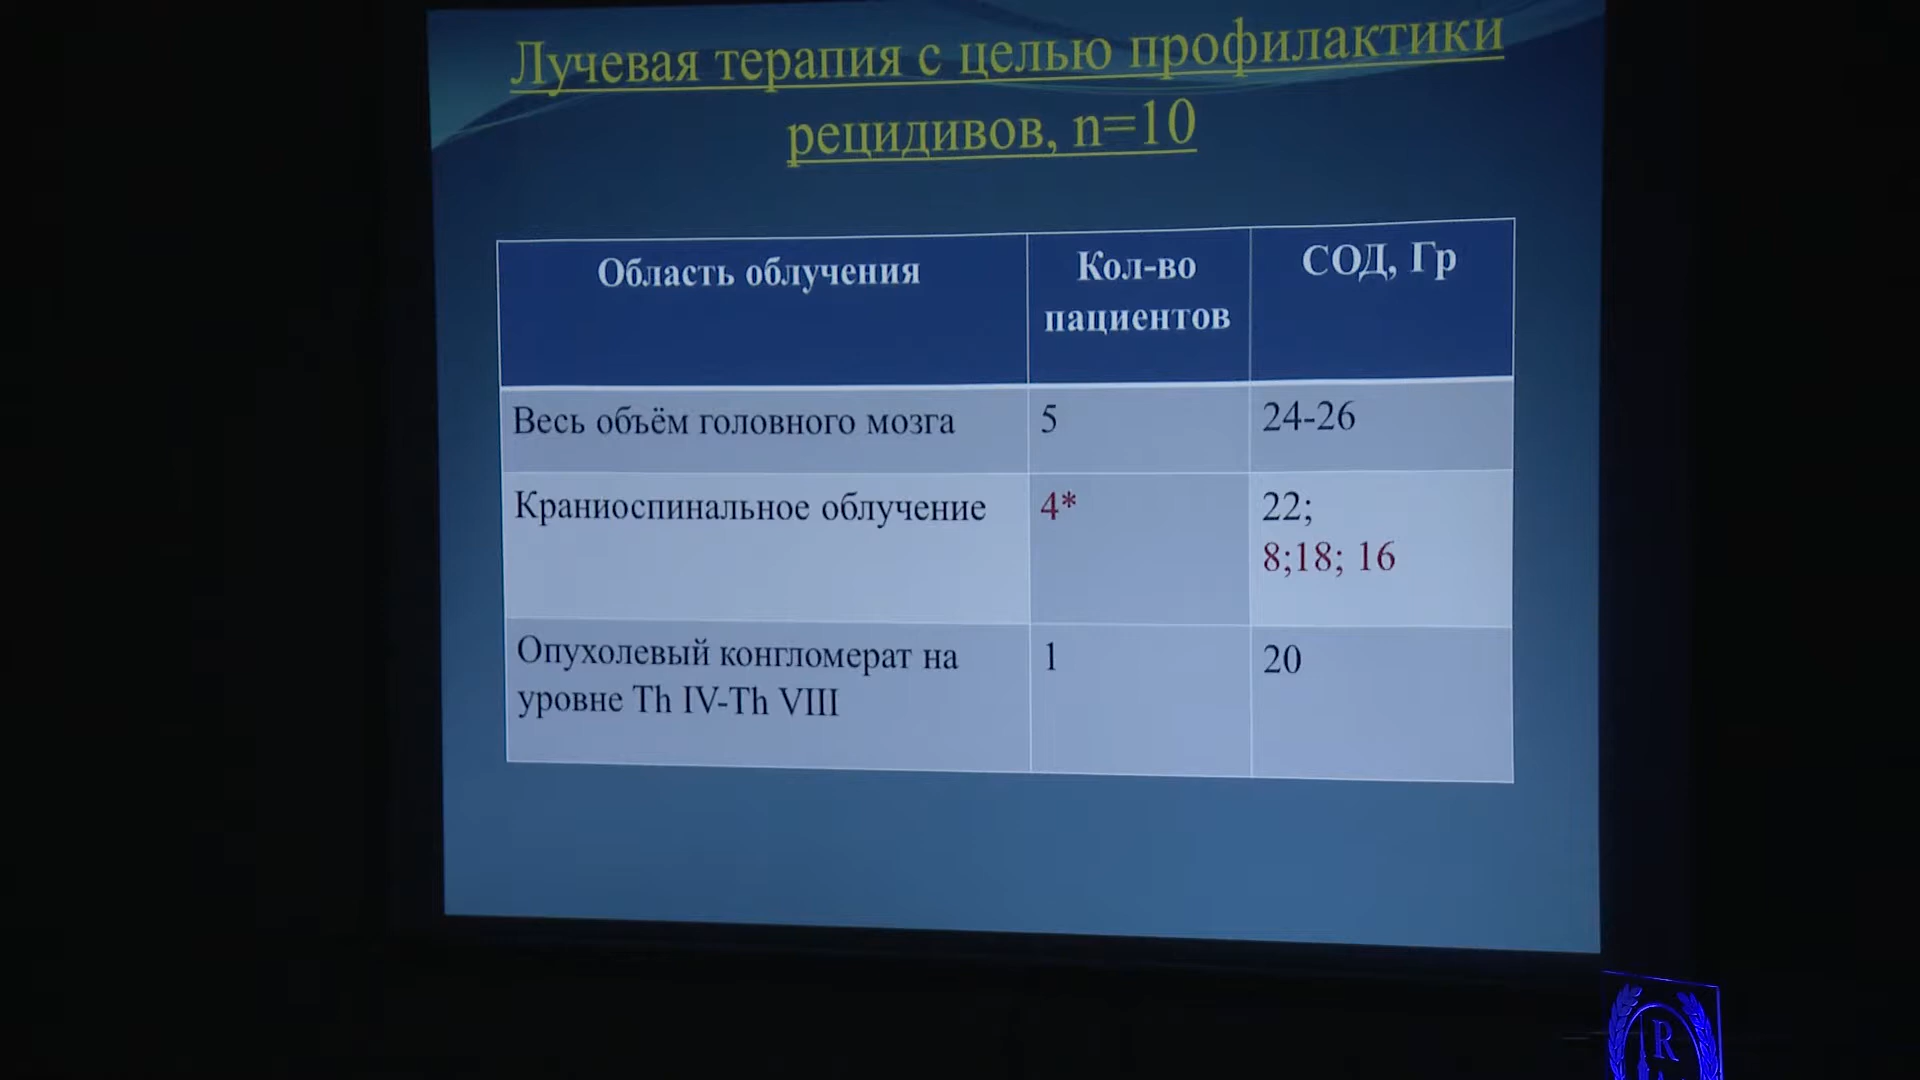 Лучевая терапия с целью профилактики
рецидивов, n=10
Область облучения
Кол-во
пациентов
СОД, Гр
Весь объём головного мозга
5
24-26
Краниоспинальное облучение
4*
22;
8;18; 16
Опухолевый конгломерат на
уровне Th IV-Th VIII
1
20
R